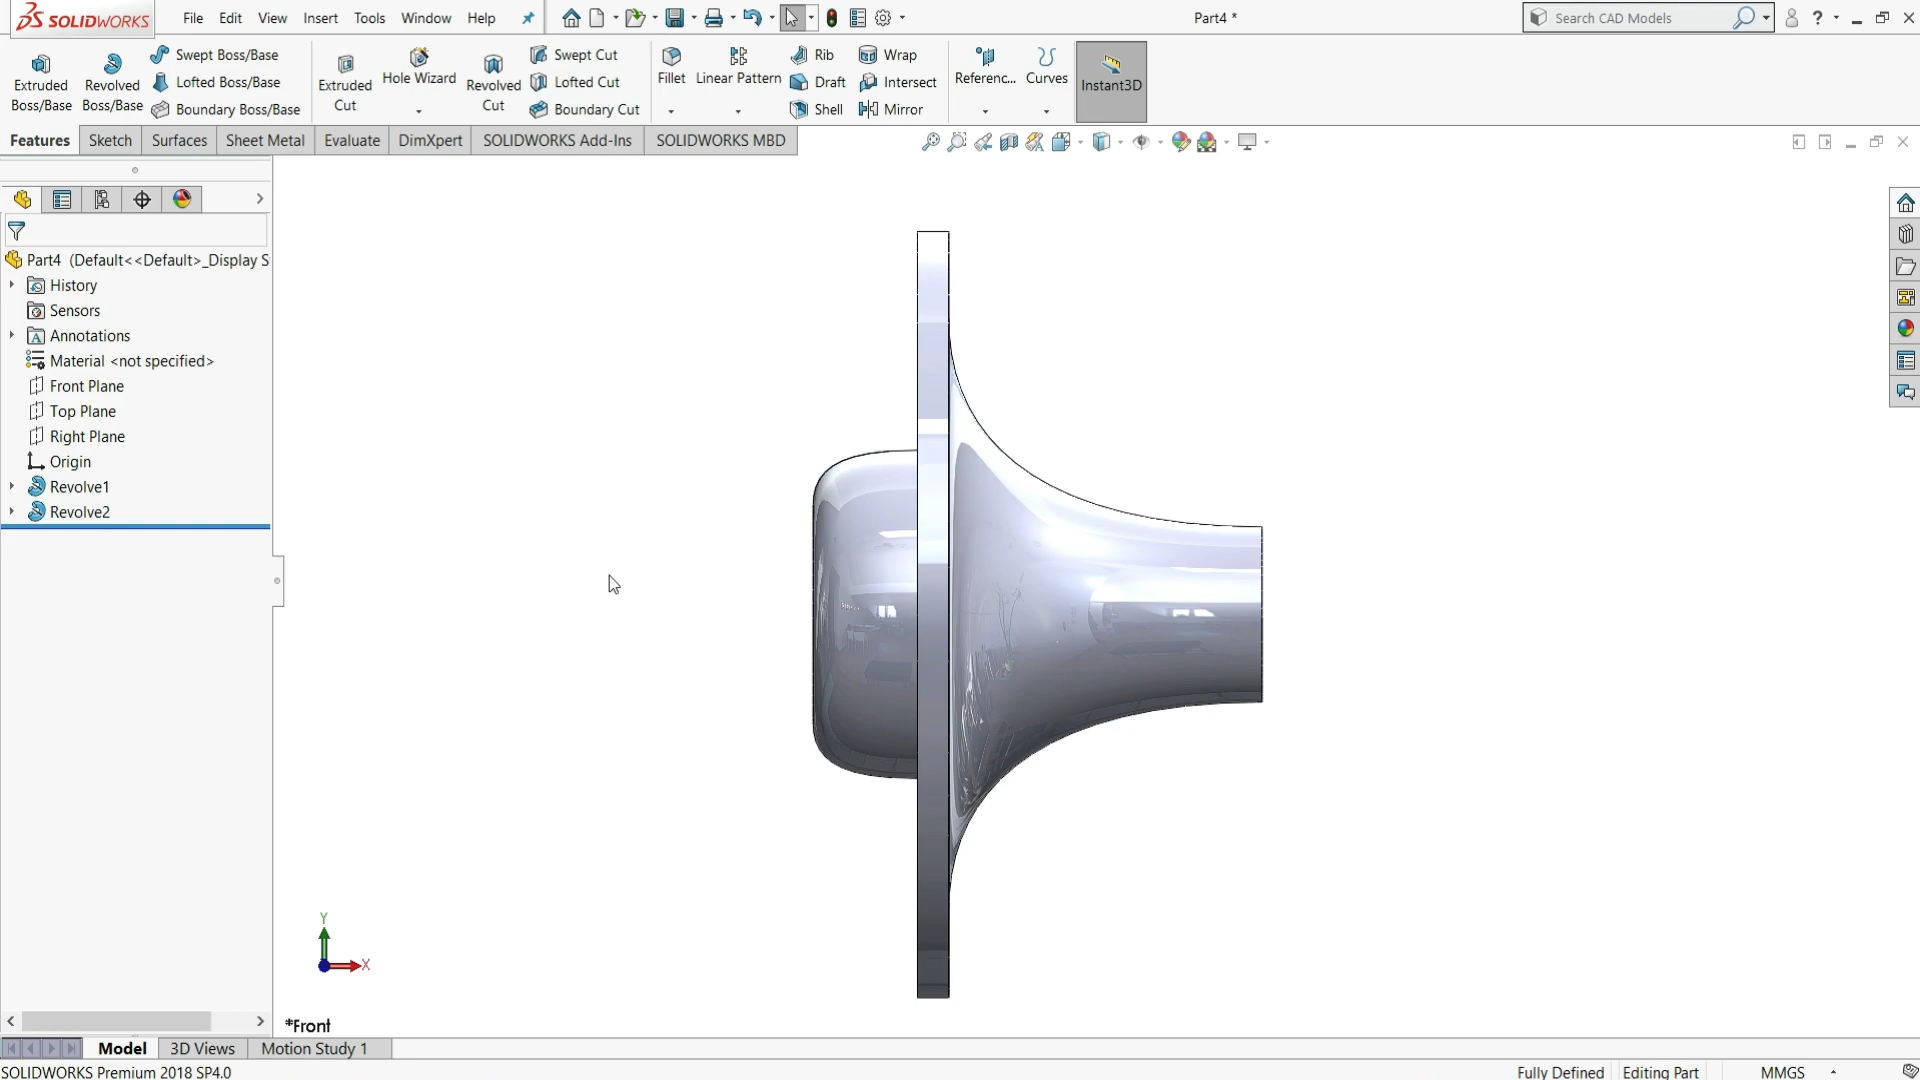 SOLIDWORKS File Edit View Insert Tools Window Help Part4 * Search CAD Models ?
Extruded Boss/Base
Revolved Boss/Base
Swept Boss/Base
Lofted Boss/Base
Boundary Boss/Base
Extruded Cut
Hole Wizard
Revolved Cut
Swept Cut
Lofted Cut
Boundary Cut
Fillet
Linear Pattern
Rib
Draft
Shell
Wrap
Intersect
Mirror
Referenc...
Curves
Instant3D
Features Sketch Surfaces Sheet Metal Evaluate DimXpert SOLIDWORKS Add-Ins SOLIDWORKS MBD
Part4 (Default<<Default>_Display S
History
Sensors
Annotations
Material <not specified>
Front Plane
Top Plane
Right Plane
Origin
Revolve1
Revolve2
Y
X
*Front
Model 3D Views Motion Study 1
SOLIDWORKS Premium 2018 SP4.0 Fully Defined Editing Part MMGS